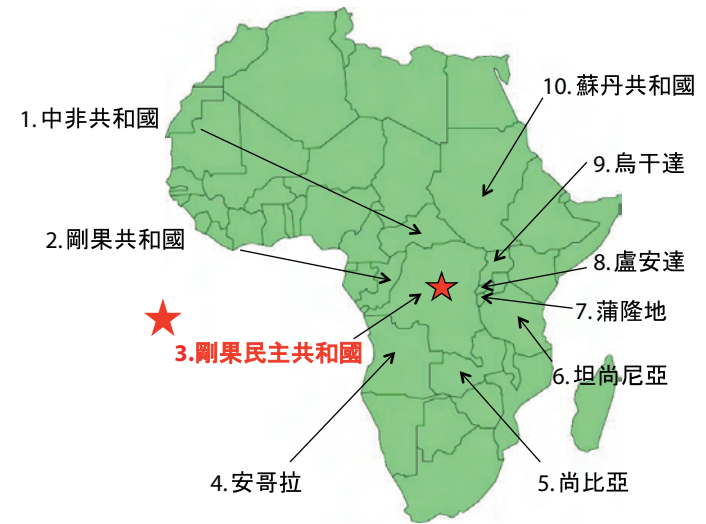 10. 蘇丹共和國
1. 中非共和國
9. 烏干達
2. 剛果共和國
8. 盧安達
7. 蒲隆地
3. 剛果民主共和國
6. 坦尚尼亞
4. 安哥拉
5. 尚比亞